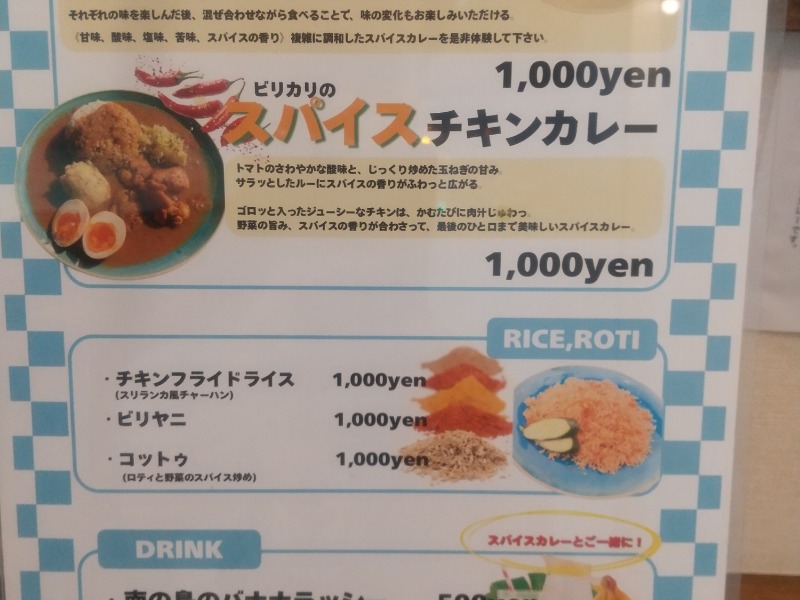 それぞれの味を楽しんだ後、混ぜ合わせながら食べることで、味の変化もお楽しみいただける。
（甘味、酸味、塩味、苦味、スパイスの香り）複雑に調和したスパイスカレーを是非体験して下さい。
1,000yen
ビリカリの
スパイスチキンカレー
トマトのさわやかな酸味と、じっくり炒めた玉ねぎの甘み。
サラッとしたルーにスパイスの香りがふわっと広がる。
ゴロッと入ったジューシーなチキンは、かむたびに肉汁じゅわっ。
野菜の旨み、スパイスの香りが合わさって、最後のひと口まで美味しいスパイスカレー。
1,000yen
RICE,ROTI
・チキンフライドライス 1,000yen
(スリランカ風チャーハン)
・ビリヤニ 1,000yen
・コットゥ 1,000yen
(ロティと野菜のスパイス炒め)
DRINK
スパイスカレーとご一緒に！
・南の島のバナナラッシー 500yen